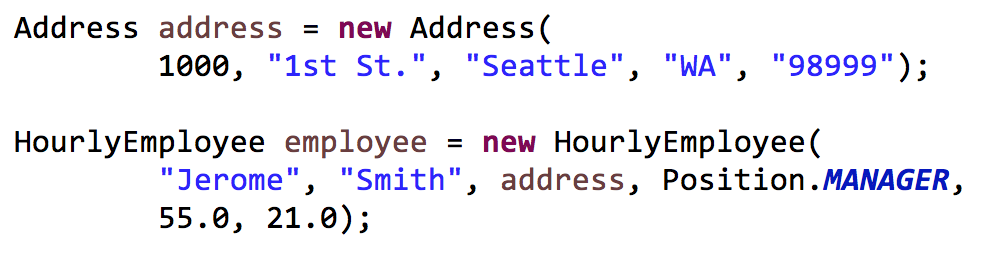 Address address = new Address(
1000, "1st St.", "Seattle", "WA", "98999");
HourlyEmployee employee = new HourlyEmployee(
"Jerome", "Smith", address, Position.MANAGER,
55.0, 21.0);